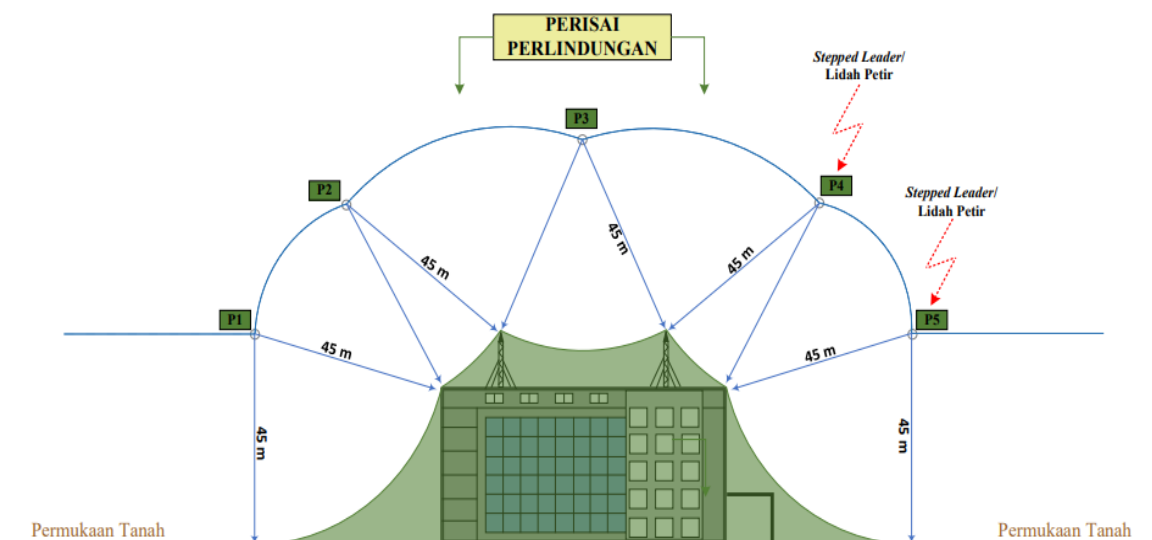 PERISAI
PERLINDUNGAN
Stepped Leader/
Lidah Petir
P3
P4
P2
Stepped Leader/
Lidah Petir
45 m
45 m
45 m
P1
P5
45 m
45 m
45 m
45 m
Permukaan Tanah
Permukaan Tanah